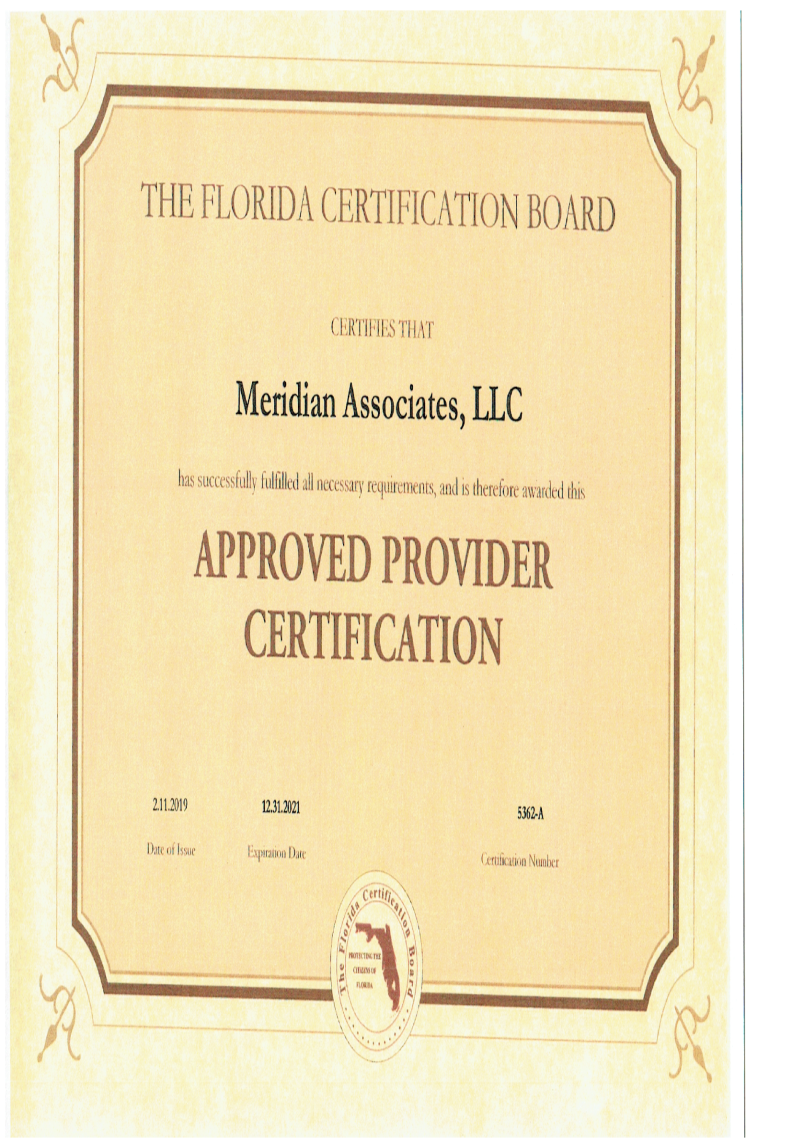 THE FLORIDA CERTIFICATION BOARD
CERTIFIES THAT
Meridian Associates, LLC
has successfully fulfilled all necessary requirements, and is therefore awarded this
APPROVED PROVIDER
CERTIFICATION
2.11.2019
12.31.2021
5362-A
Date of Issue
Expiration Date
Certification Number
The Florida Certification Board
PROTECTING THE
CITIZENS OF
FLORIDA